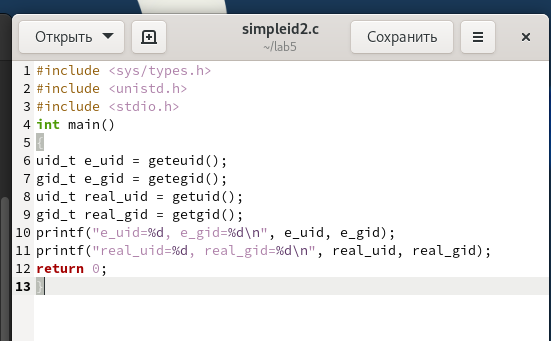 Открыть simpleid2.c Сохранить
~/lab5
1 #include <sys/types.h>
2 #include <unistd.h>
3 #include <stdio.h>
4 int main()
5 {
6 uid_t e_uid = geteuid();
7 gid_t e_gid = getegid();
8 uid_t real_uid = getuid();
9 gid_t real_gid = getgid();
10 printf("e_uid=%d, e_gid=%d\n", e_uid, e_gid);
11 printf("real_uid=%d, real_gid=%d\n", real_uid, real_gid);
12 return 0;
13 }